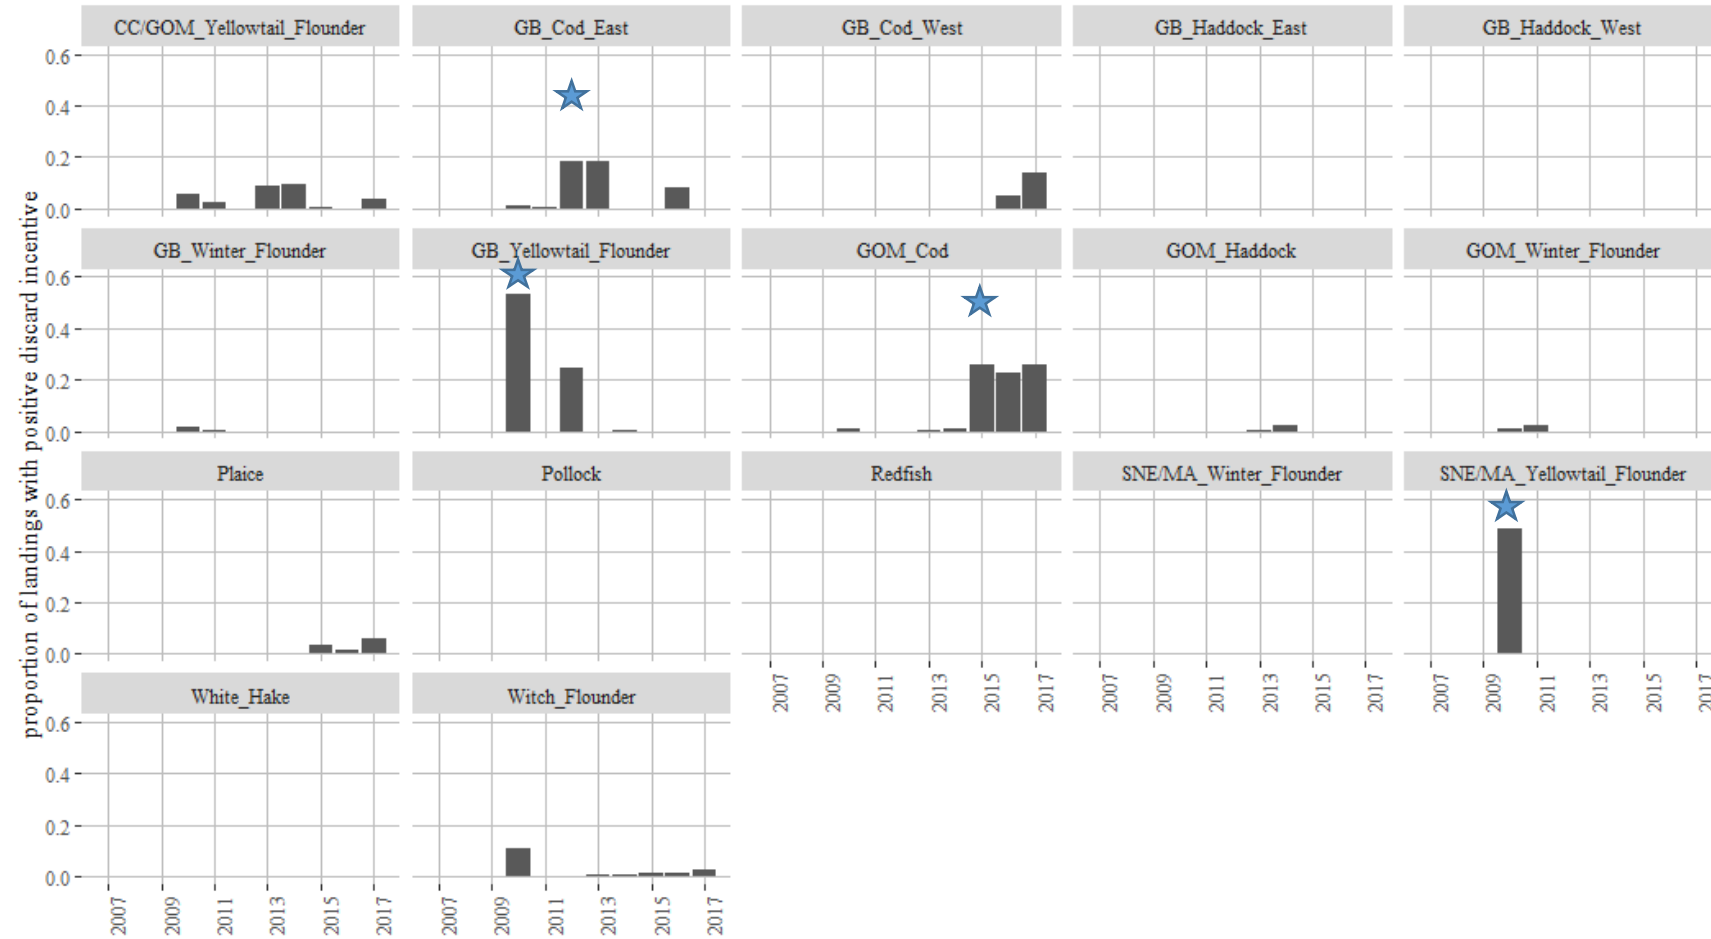 CC/GOM_Yellowtail_Flounder
GB_Cod_East
GB_Cod_West
GB_Haddock_East
GB_Haddock_West
0.6
0.4
0.2
0.0
GB_Winter_Flounder
GB_Yellowtail_Flounder
GOM_Cod
GOM_Haddock
GOM_Winter_Flounder
0.6
0.4
0.2
0.0
proportion of landings with positive discard incentive
Plaice
Pollock
Redfish
SNE/MA_Winter_Flounder
SNE/MA_Yellowtail_Flounder
0.6
0.4
0.2
0.0
2007 2009 2011 2013 2015 2017
2007 2009 2011 2013 2015 2017
2007 2009 2011 2013 2015 2017
White_Hake
Witch_Flounder
0.6
0.4
0.2
0.0
2007 2009 2011 2013 2015 2017
2007 2009 2011 2013 2015 2017